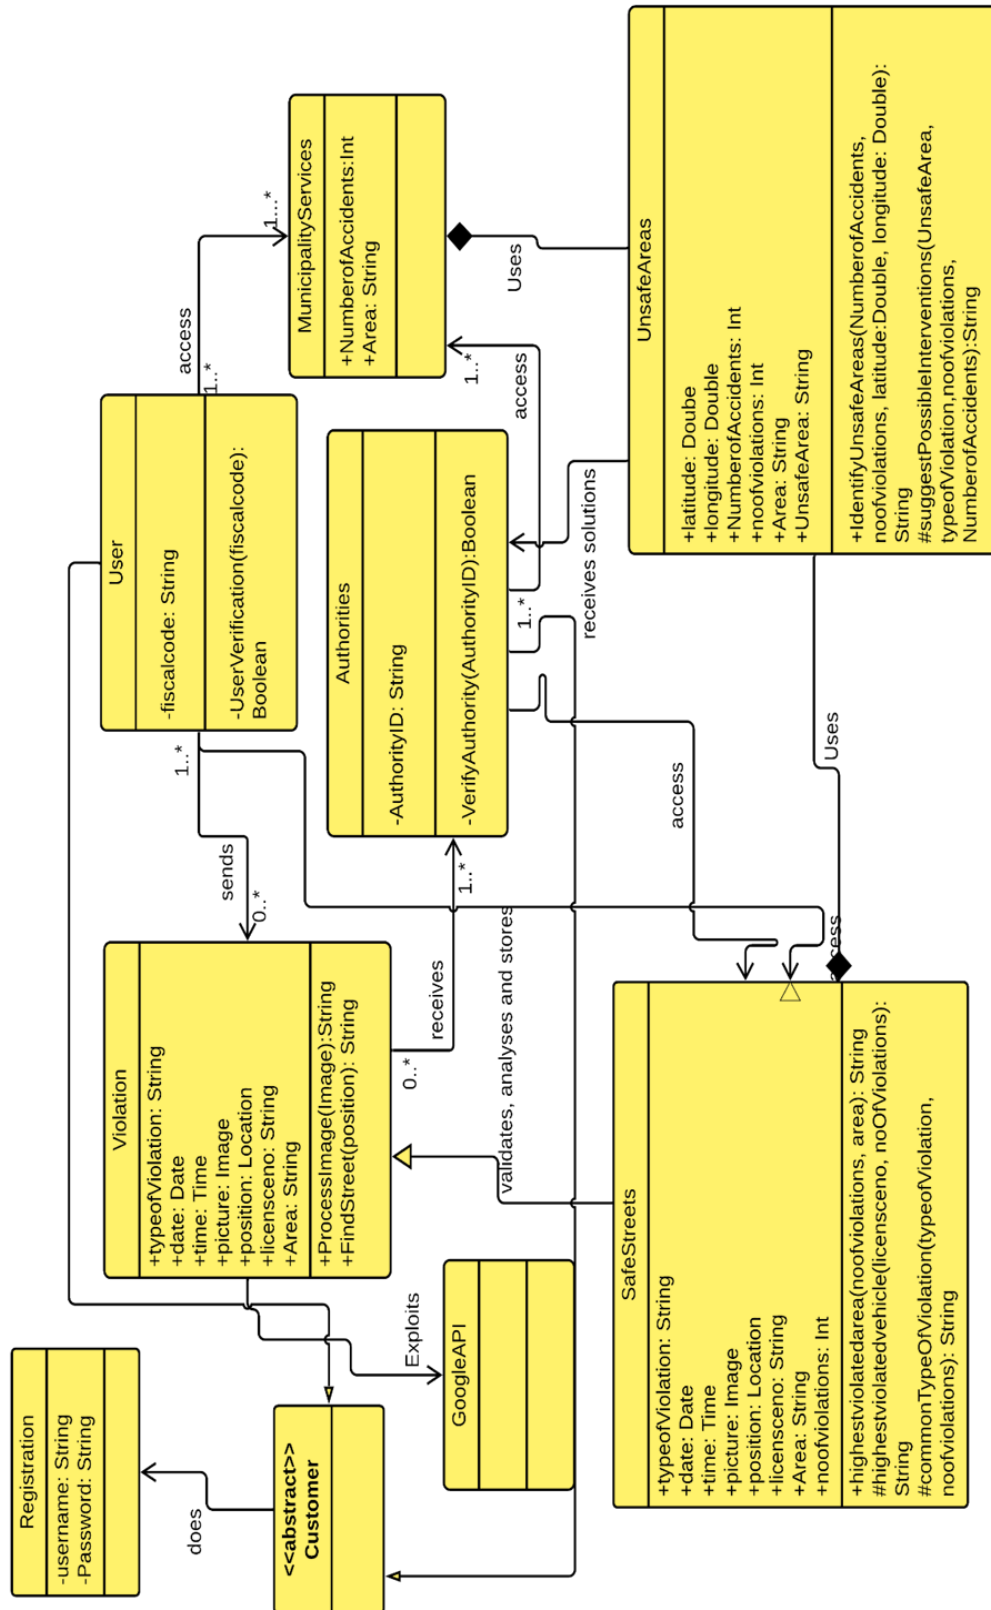 Registration
-username: String
-Password: String
does
<<abstract>>
Customer
Violation
+typeofViolation: String
+date: Date
+time: Time
+picture: Image
+position: Location
+licensceno: String
+Area: String
+ProcessImage(Image):String
+FindStreet(position): String
Exploits
GoogleAPI
sends
0..*
1..*
User
-fiscalcode: String
-UserVerification(fiscalcode):
Boolean
access
1..*
1...*
MunicipalityServices
+NumberofAccidents:Int
+Area: String
0..*
receives
1..*
Authorities
-AuthorityID: String
-VerifyAuthority(AuthorityID):Boolean
1..*
access
1..*
Uses
validates, analyses and stores
receives solutions
access
SafeStreets
+typeofViolation: String
+date: Date
+time: Time
+picture: Image
+position: Location
+licensceno: String
+Area: String
+noofviolations: Int
+highestviolatedarea(noofviolations, area): String
#highestviolatedvehicle(licensceno, noOfViolations):
String
#commonTypeOfViolation(typeofViolation,
noofviolations): String
access
Uses
UnsafeAreas
+latitude: Doube
+longitude: Double
+NumberofAccidents: Int
+noofviolations: Int
+Area: String
+UnsafeArea: String
+IdentifyUnsafeAreas(NumberofAccidents,
noofviolations, latitude:Double, longitude: Double):
String
#suggestPossibleInterventions(UnsafeArea,
typeofViolation,noofviolations,
NumberofAccidents):String